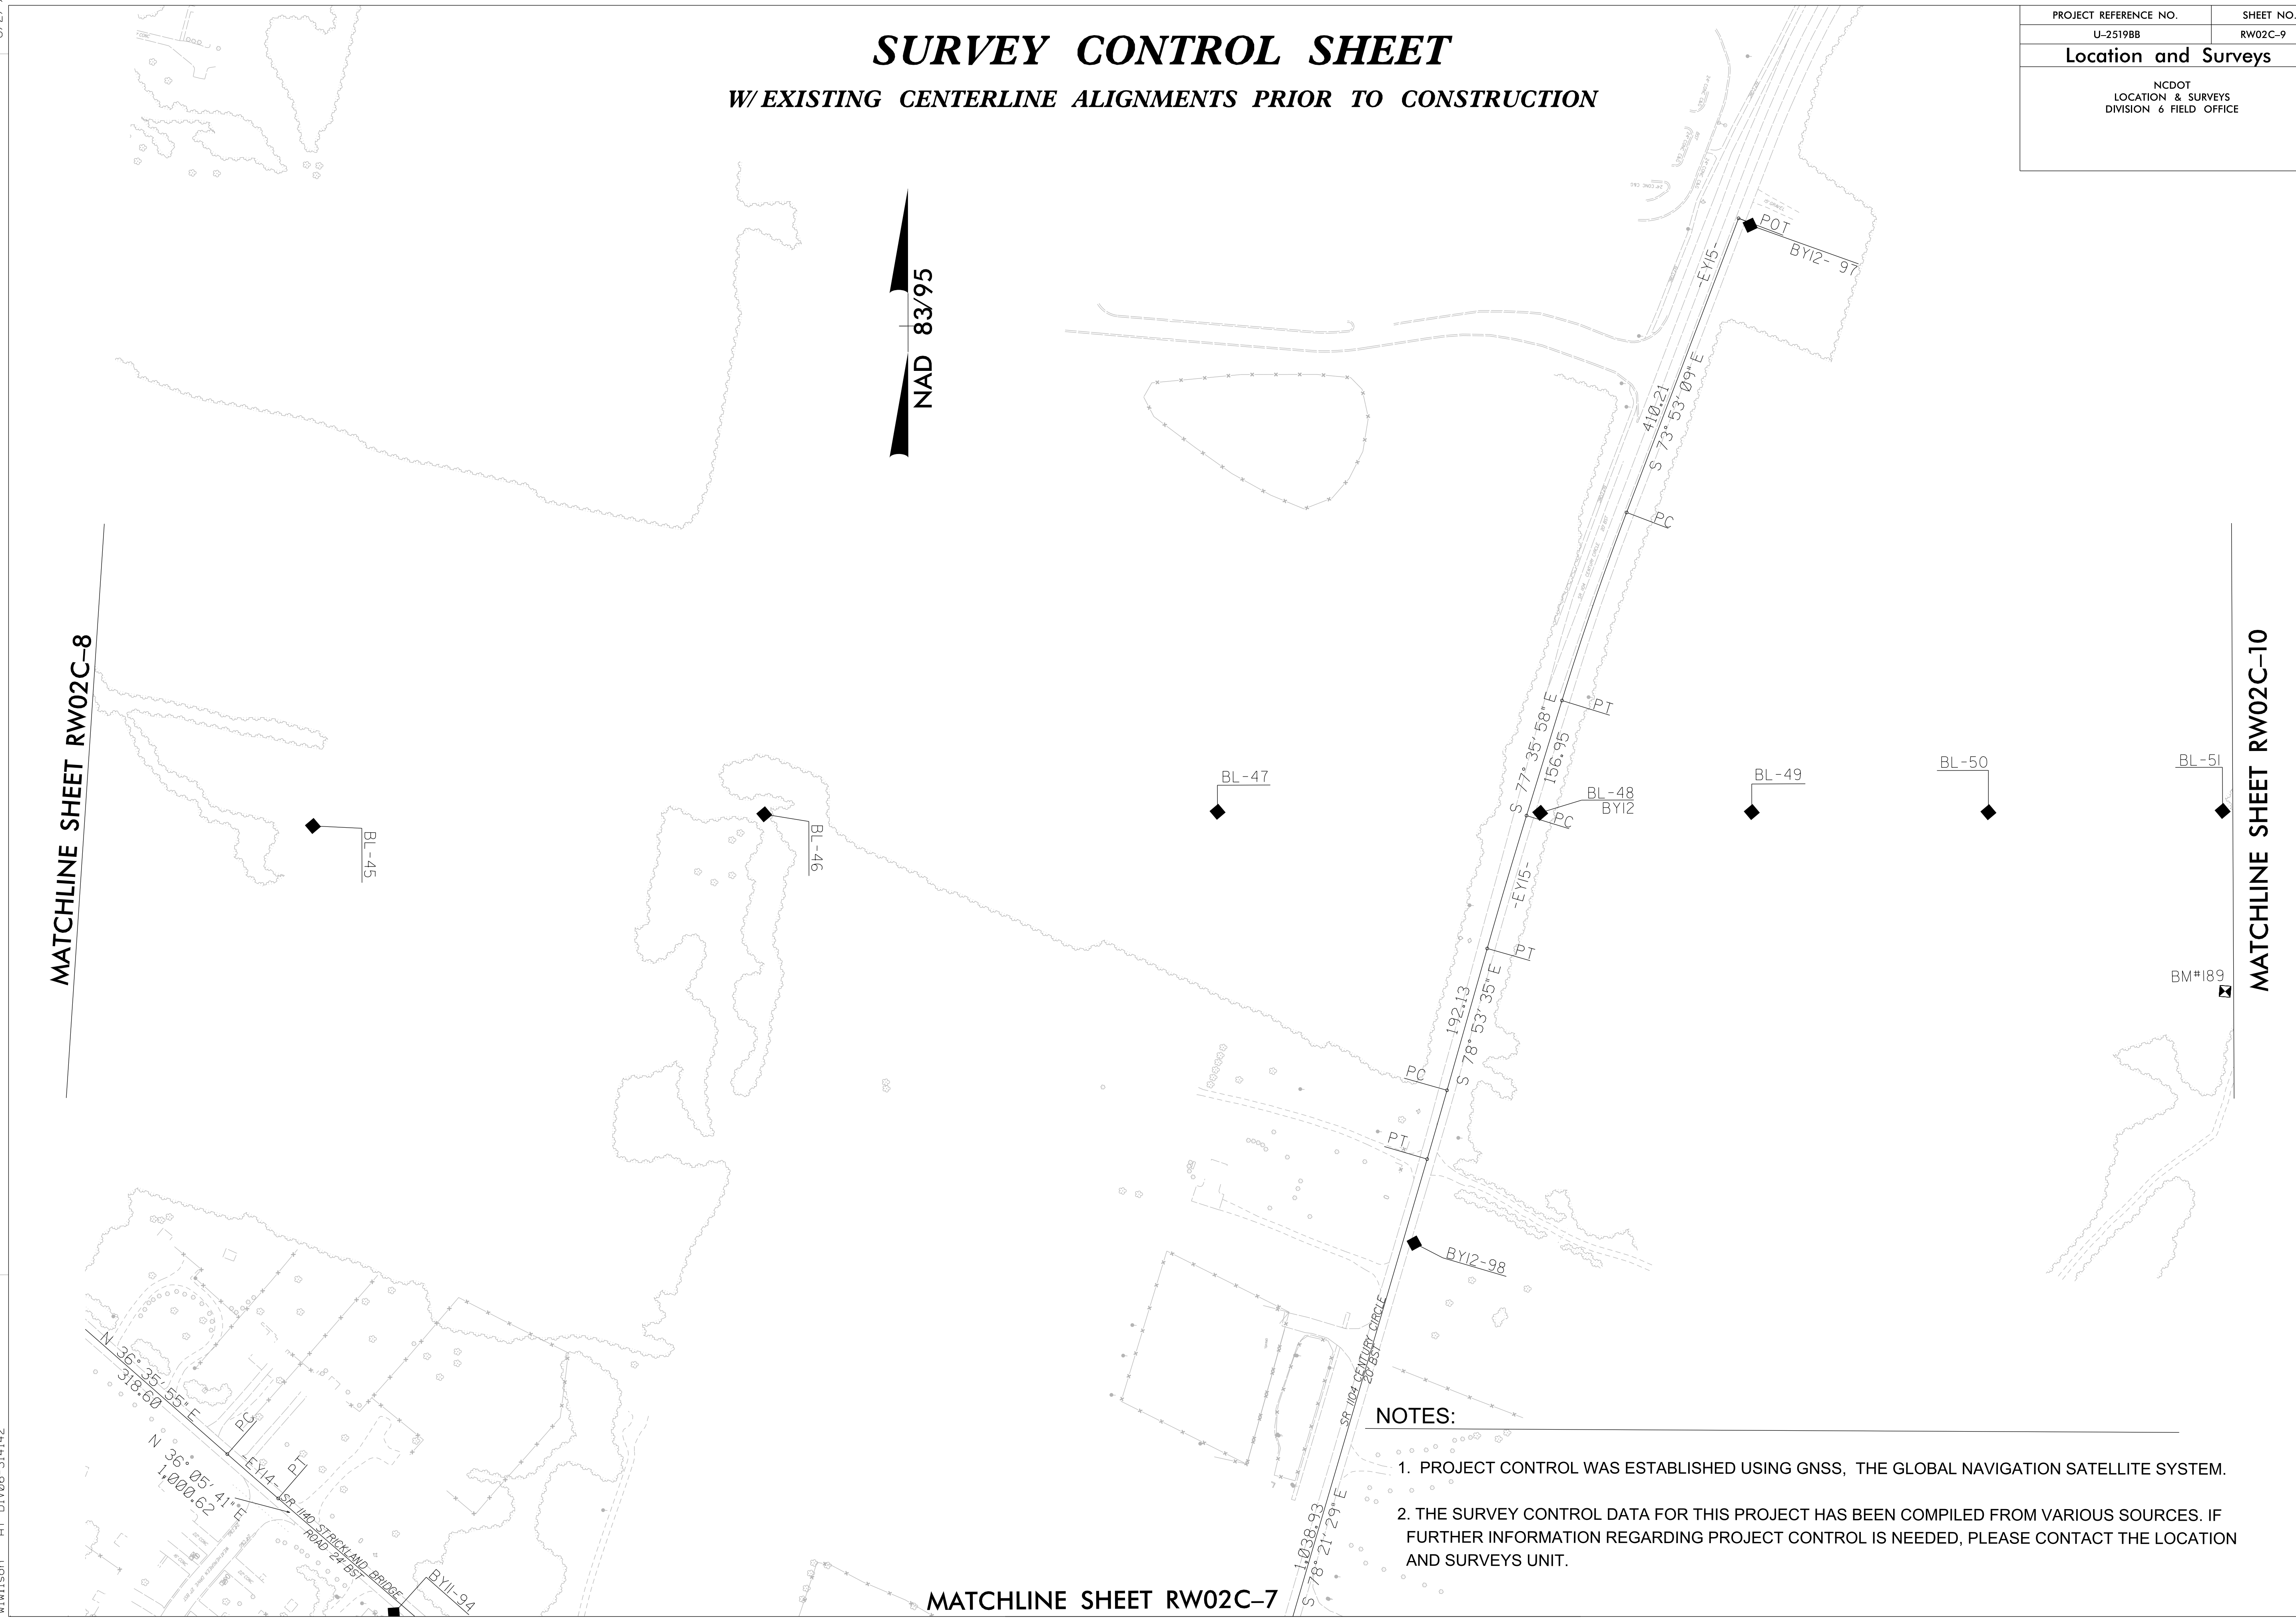 SURVEY CONTROL SHEET
W/ EXISTING CENTERLINE ALIGNMENTS PRIOR TO CONSTRUCTION
PROJECT REFERENCE NO.
SHEET NO.
U-2519BB
RW02C-9
Location and Surveys
NCDOT
LOCATION & SURVEYS
DIVISION 6 FIELD OFFICE
NAD 83/95
POT
BY12- 97
-EY15-
410.21
S 73° 53' 09" E
PC
PT
S 77° 35' 58" E
156.95
MATCHLINE SHEET RW02C-8
MATCHLINE SHEET RW02C-10
BL-45
BL-46
BL-47
BL-48
BY12
PC
BL-49
BL-50
BL-51
-EY15-
PT
BM#189
192.13
S 78° 53' 35" E
PC
PT
BY12-98
SR 1104 CENTURY CIRCLE
20' BST
1,038.93
S 78° 21' 29" E
N 36° 35' 55" E
318.60
PC
PT
N 36° 05' 41" E
1,000.62
-EY14- SR 1140 STRICKLAND BRIDGE
ROAD 24' BST
BY11-94
NOTES:
1. PROJECT CONTROL WAS ESTABLISHED USING GNSS, THE GLOBAL NAVIGATION SATELLITE SYSTEM.
2. THE SURVEY CONTROL DATA FOR THIS PROJECT HAS BEEN COMPILED FROM VARIOUS SOURCES. IF
FURTHER INFORMATION REGARDING PROJECT CONTROL IS NEEDED, PLEASE CONTACT THE LOCATION
AND SURVEYS UNIT.
MATCHLINE SHEET RW02C-7